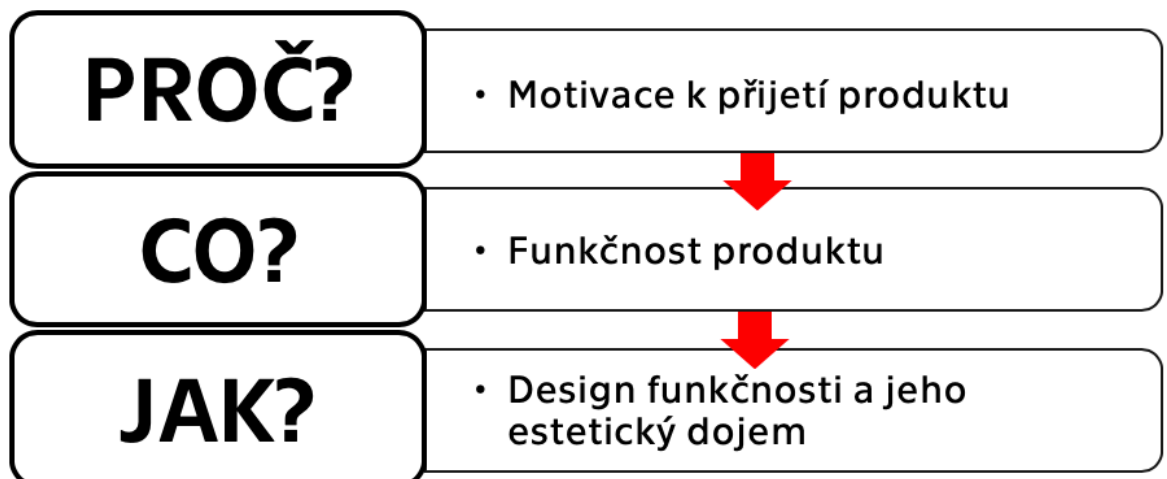 PROČ?
• Motivace k přijetí produktu
CO?
• Funkčnost produktu
JAK?
• Design funkčnosti a jeho
estetický dojem